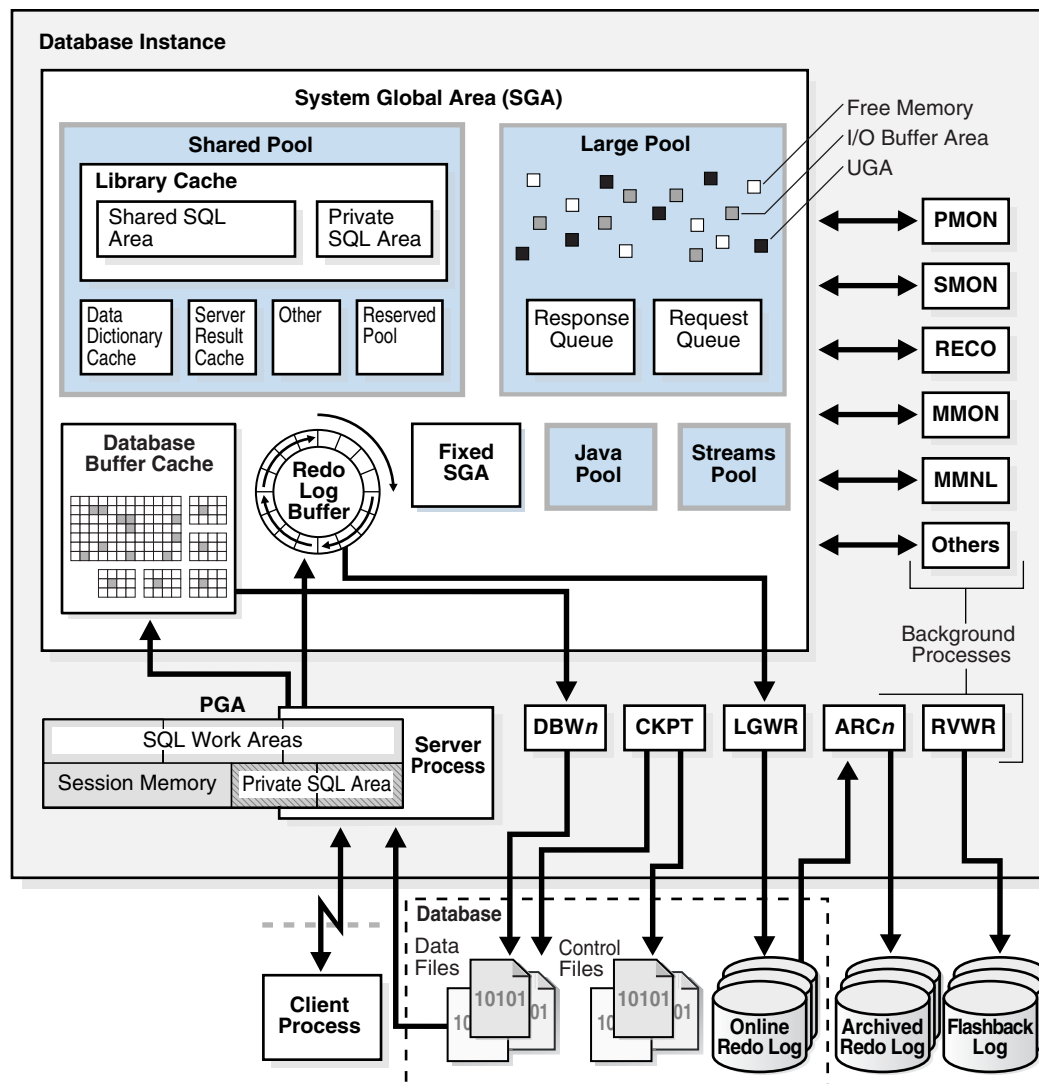 Database Instance
System Global Area (SGA)
Shared Pool
Library Cache
Shared SQL
Area
Private
SQL Area
Data
Dictionary
Cache
Server
Result
Cache
Other
Reserved
Pool
Large Pool
Response
Queue
Request
Queue
Free Memory
I/O Buffer Area
UGA
PMON
SMON
RECO
MMON
MMNL
Others
Background
Processes
Database
Buffer Cache
Redo
Log
Buffer
Fixed
SGA
Java
Pool
Streams
Pool
PGA
SQL Work Areas
Session Memory
Private SQL Area
Server
Process
DBWn
CKPT
LGWR
ARCn
RVWR
Client
Process
Database
Data
Files
10101
10
01
Control
Files
10101
Online
Redo Log
Archived
Redo Log
Flashback
Log